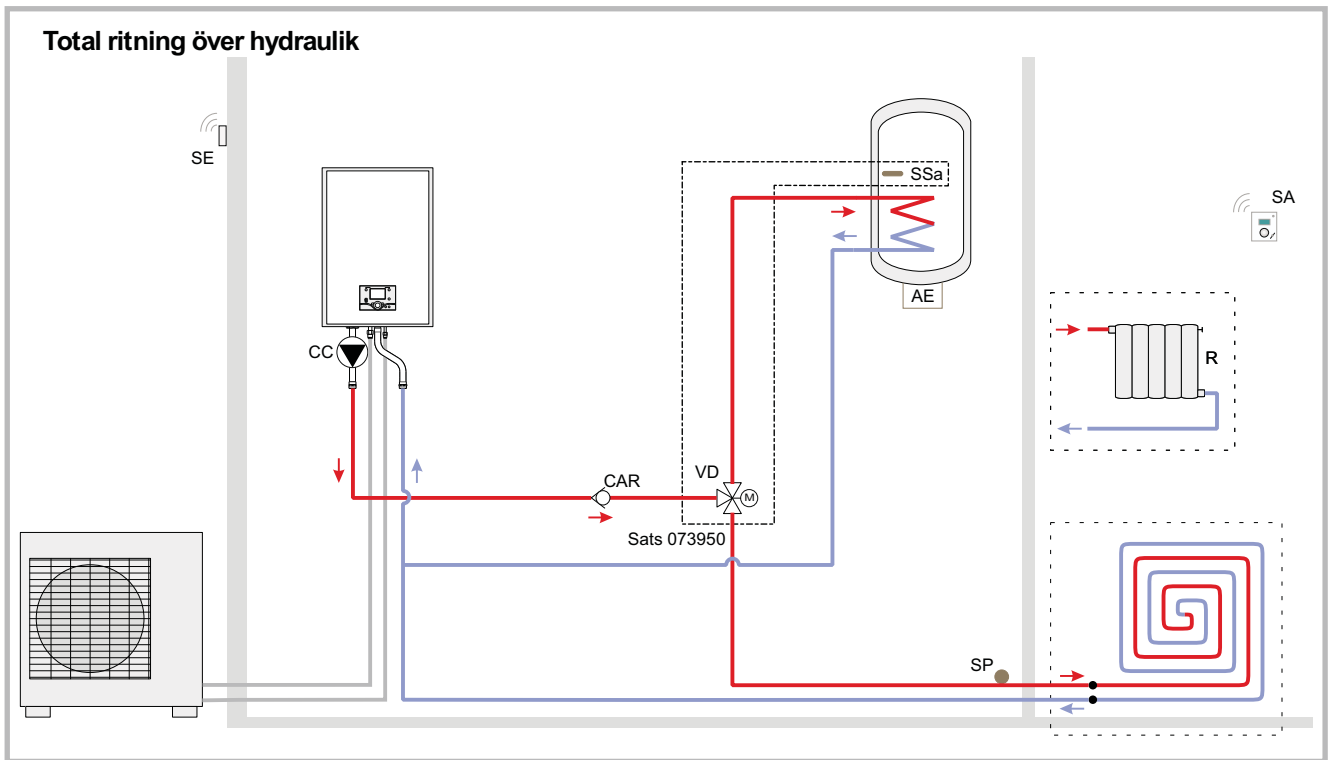 Total ritning över hydraulik
SE
SSa
SA
AE
R
CC
CAR
VD
M
Sats 073950
SP